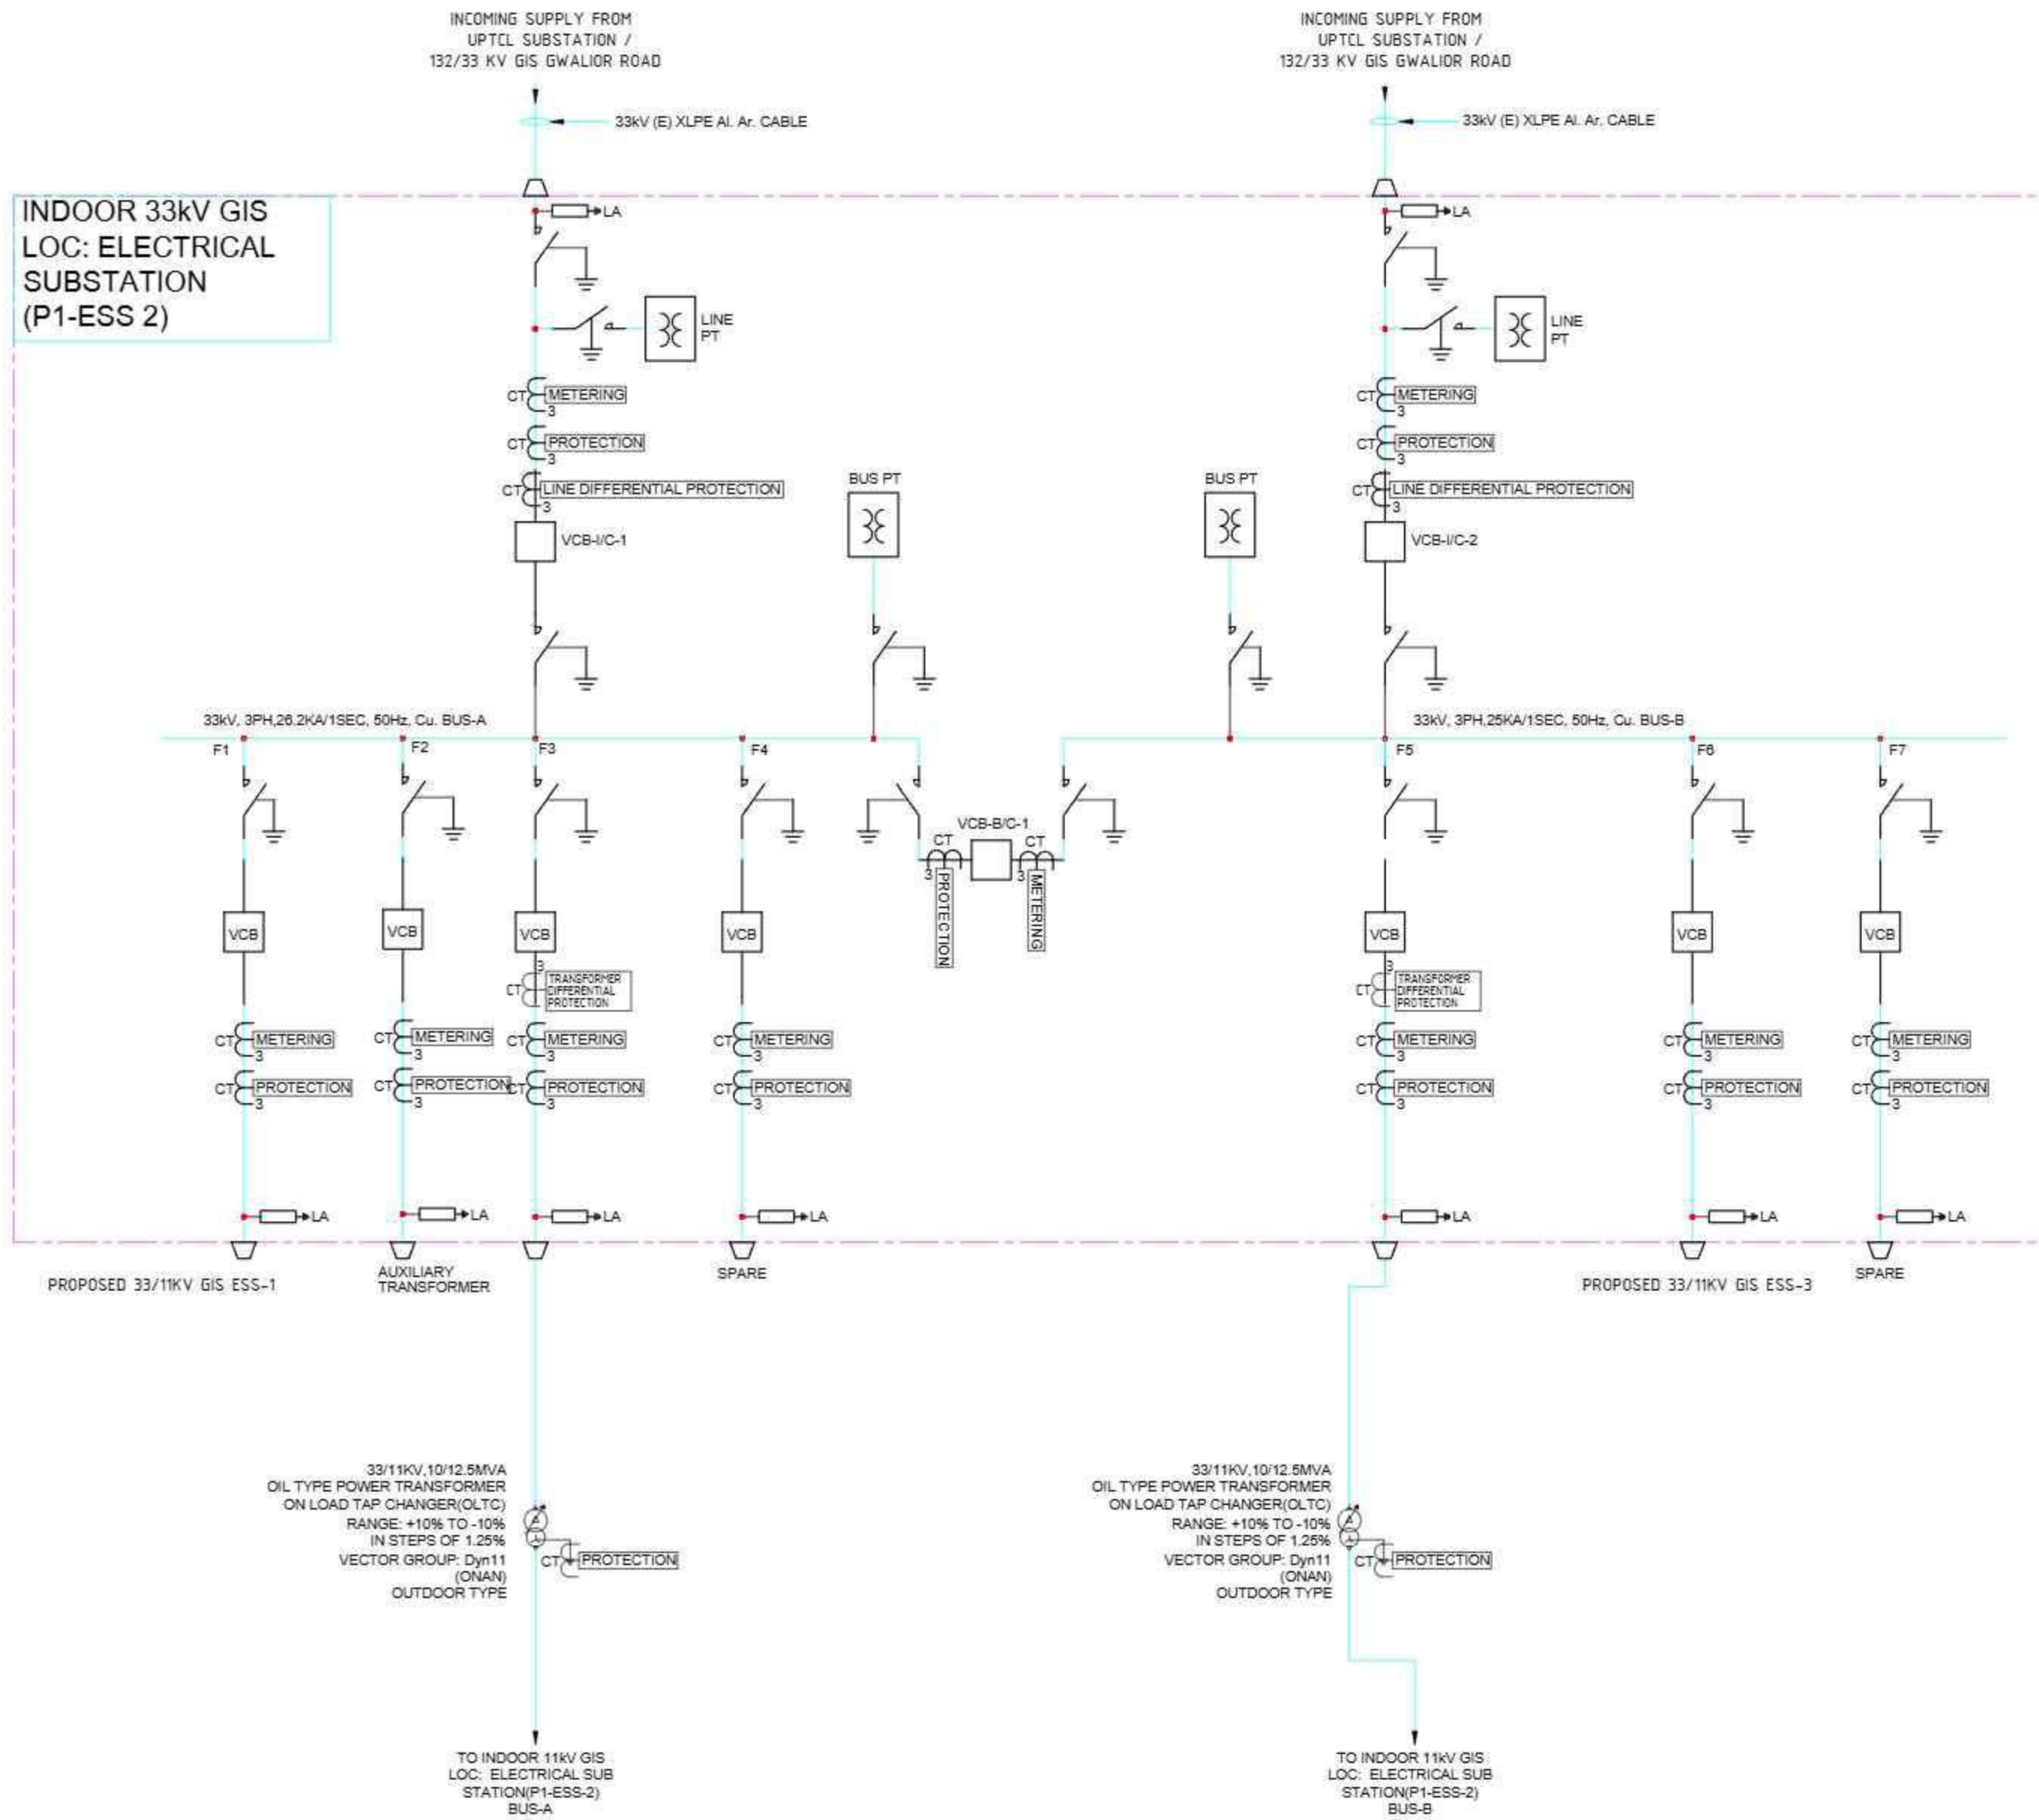 INCOMING SUPPLY FROM
UPTCL SUBSTATION /
132/33 KV GIS GWALIOR ROAD
INCOMING SUPPLY FROM
UPTCL SUBSTATION /
132/33 KV GIS GWALIOR ROAD
33kV (E) XLPE Al. Ar. CABLE
33kV (E) XLPE Al. Ar. CABLE
INDOOR 33kV GIS
LOC: ELECTRICAL
SUBSTATION
(P1-ESS 2)
LA
LA
LINE
PT
LINE
PT
CT METERING
3
CT METERING
3
CT PROTECTION
3
CT PROTECTION
3
CT LINE DIFFERENTIAL PROTECTION
3
CT LINE DIFFERENTIAL PROTECTION
3
BUS PT
BUS PT
VCB-I/C-1
VCB-I/C-2
33kV, 3PH,26.2KA/1SEC, 50Hz, Cu. BUS-A
33kV, 3PH,25KA/1SEC, 50Hz, Cu. BUS-B
F1
F2
F3
F4
F5
F6
F7
VCB-B/C-1
CT
CT
3
3
PROTECTION
METERING
VCB
VCB
VCB
VCB
VCB
VCB
VCB
3
CT
TRANSFORMER
DIFFERENTIAL
PROTECTION
3
CT
TRANSFORMER
DIFFERENTIAL
PROTECTION
CT METERING
3
CT METERING
3
CT METERING
3
CT METERING
3
CT METERING
3
CT METERING
3
CT METERING
3
CT PROTECTION
3
CT PROTECTION
3
CT PROTECTION
3
CT PROTECTION
3
CT PROTECTION
3
CT PROTECTION
3
CT PROTECTION
3
LA
LA
LA
LA
LA
LA
LA
PROPOSED 33/11KV GIS ESS-1
AUXILIARY
TRANSFORMER
SPARE
PROPOSED 33/11KV GIS ESS-3
SPARE
33/11KV,10/12.5MVA
OIL TYPE POWER TRANSFORMER
ON LOAD TAP CHANGER(OLTC)
RANGE: +10% TO -10%
IN STEPS OF 1.25%
VECTOR GROUP: Dyn11
(ONAN)
OUTDOOR TYPE
CT PROTECTION
33/11KV,10/12.5MVA
OIL TYPE POWER TRANSFORMER
ON LOAD TAP CHANGER(OLTC)
RANGE: +10% TO -10%
IN STEPS OF 1.25%
VECTOR GROUP: Dyn11
(ONAN)
OUTDOOR TYPE
CT PROTECTION
TO INDOOR 11kV GIS
LOC: ELECTRICAL SUB
STATION(P1-ESS-2)
BUS-A
TO INDOOR 11kV GIS
LOC: ELECTRICAL SUB
STATION(P1-ESS-2)
BUS-B